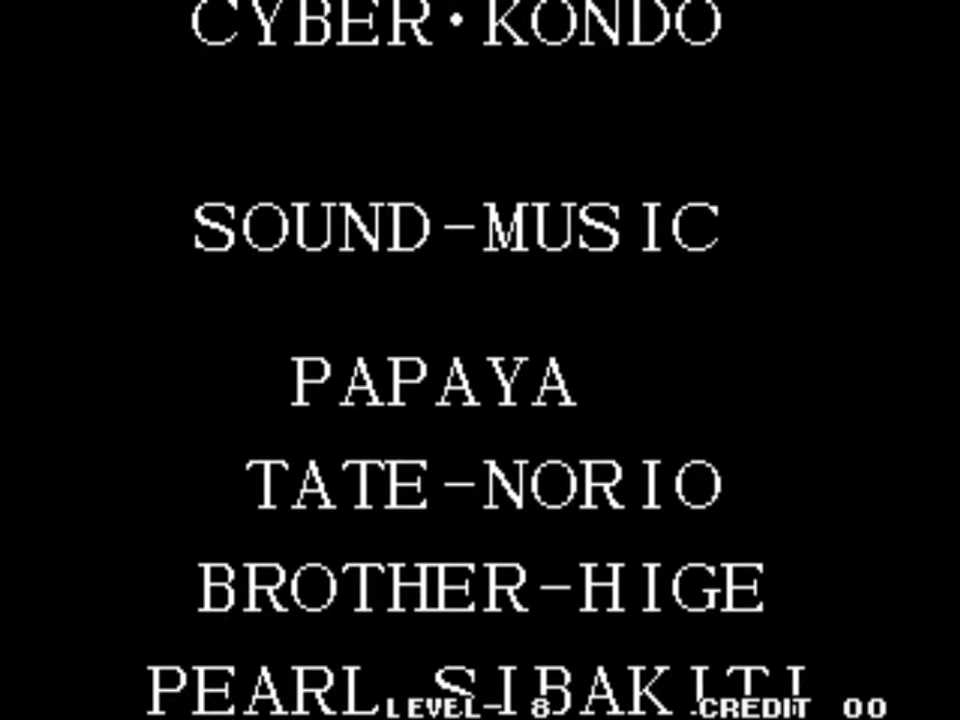 CYBER·KONDO
SOUND-MUSIC
PAPAYA
TATE-NORIO
BROTHER-HIGE
PEARL SIBAKITI
LEVEL-8 CREDIT 00